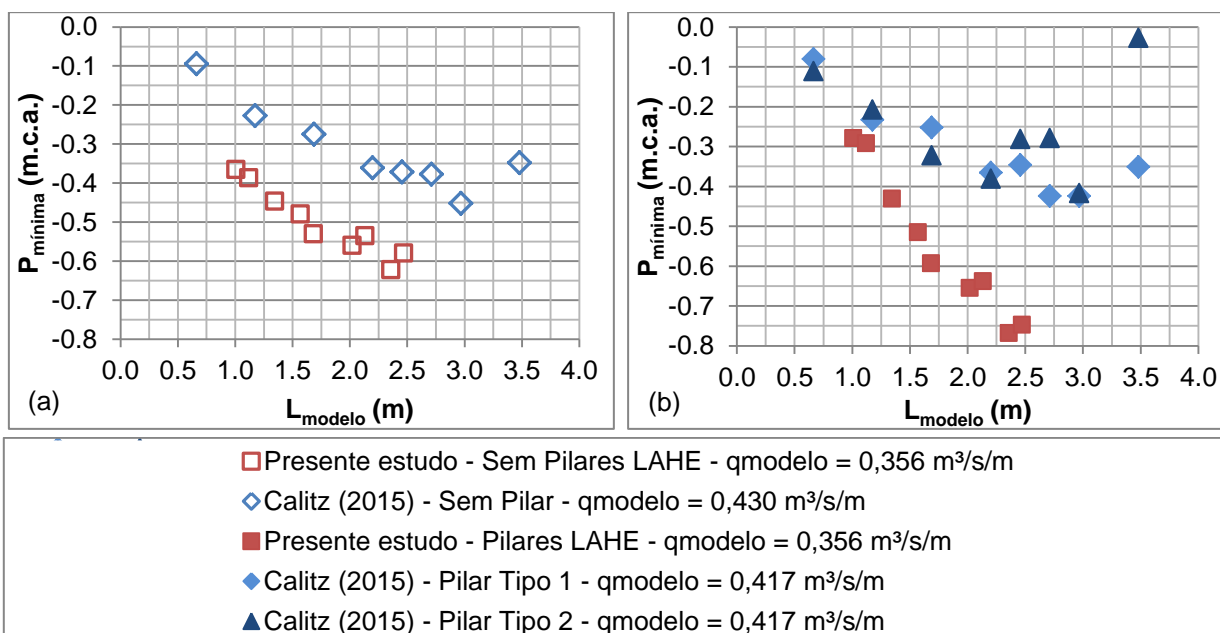 0.0
-0.1
-0.2
-0.3
-0.4
-0.5
-0.6
-0.7
-0.8
Pmínima (m.c.a.)
0.0 0.5 1.0 1.5 2.0 2.5 3.0 3.5 4.0
Lmodelo (m)
(a)
0.0
-0.1
-0.2
-0.3
-0.4
-0.5
-0.6
-0.7
-0.8
Pmínima (m.c.a.)
0.0 0.5 1.0 1.5 2.0 2.5 3.0 3.5 4.0
Lmodelo (m)
(b)
Presente estudo - Sem Pilares LAHE - qmodelo = 0,356 m³/s/m
Calitz (2015) - Sem Pilar - qmodelo = 0,430 m³/s/m
Presente estudo - Pilares LAHE - qmodelo = 0,356 m³/s/m
Calitz (2015) - Pilar Tipo 1 - qmodelo = 0,417 m³/s/m
Calitz (2015) - Pilar Tipo 2 - qmodelo = 0,417 m³/s/m